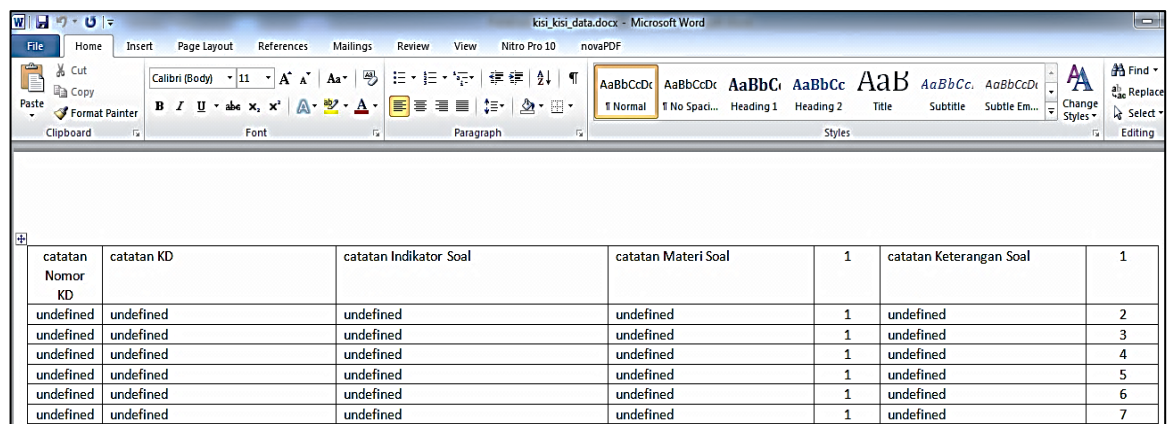 kisi_kisi_data.docx - Microsoft Word
File Home Insert Page Layout References Mailings Review View Nitro Pro 10 novaPDF
Cut
Copy
Format Painter
Paste
Calibri (Body) 11
B I U abc x₂ x² A A
A A Aa
AaBbCcDc AaBbCcDc AaBbC AaBbCc AaB AaBbCc. AaBbCcDt
¶ Normal ¶ No Spaci... Heading 1 Heading 2 Title Subtitle Subtle Em...
Change
Styles
Find
Replace
Select
Clipboard Font Paragraph Styles Editing
catatan Nomor KD catatan KD catatan Indikator Soal catatan Materi Soal 1 catatan Keterangan Soal 1
undefined undefined undefined undefined 1 undefined 2
undefined undefined undefined undefined 1 undefined 3
undefined undefined undefined undefined 1 undefined 4
undefined undefined undefined undefined 1 undefined 5
undefined undefined undefined undefined 1 undefined 6
undefined undefined undefined undefined 1 undefined 7